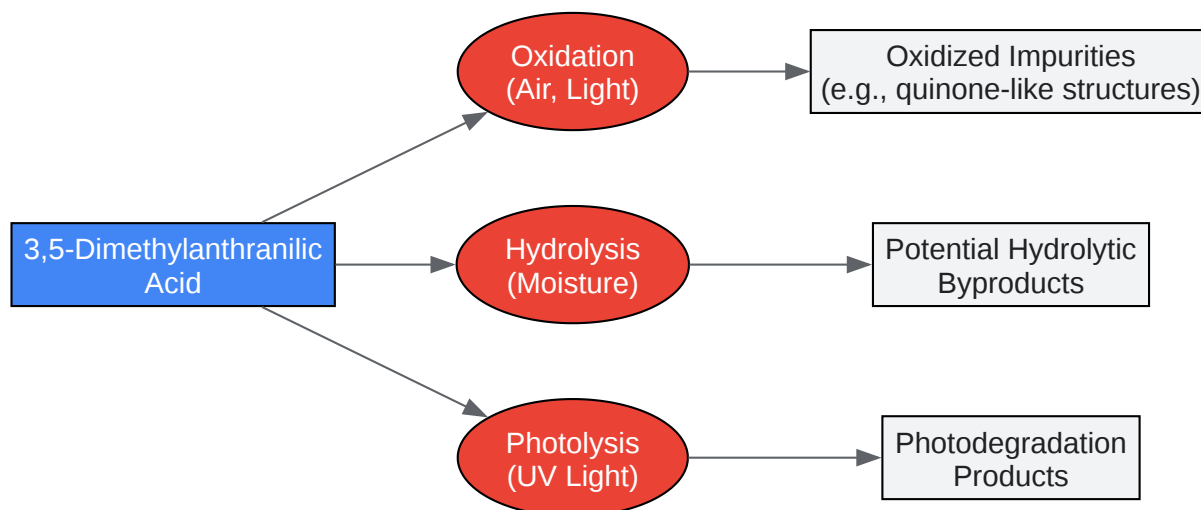 Oxidation
(Air, Light)
Oxidized Impurities
(e.g., quinone-like structures)
3,5-Dimethylanthranilic
Acid
Hydrolysis
(Moisture)
Potential Hydrolytic
Byproducts
Photolysis
(UV Light)
Photodegradation
Products